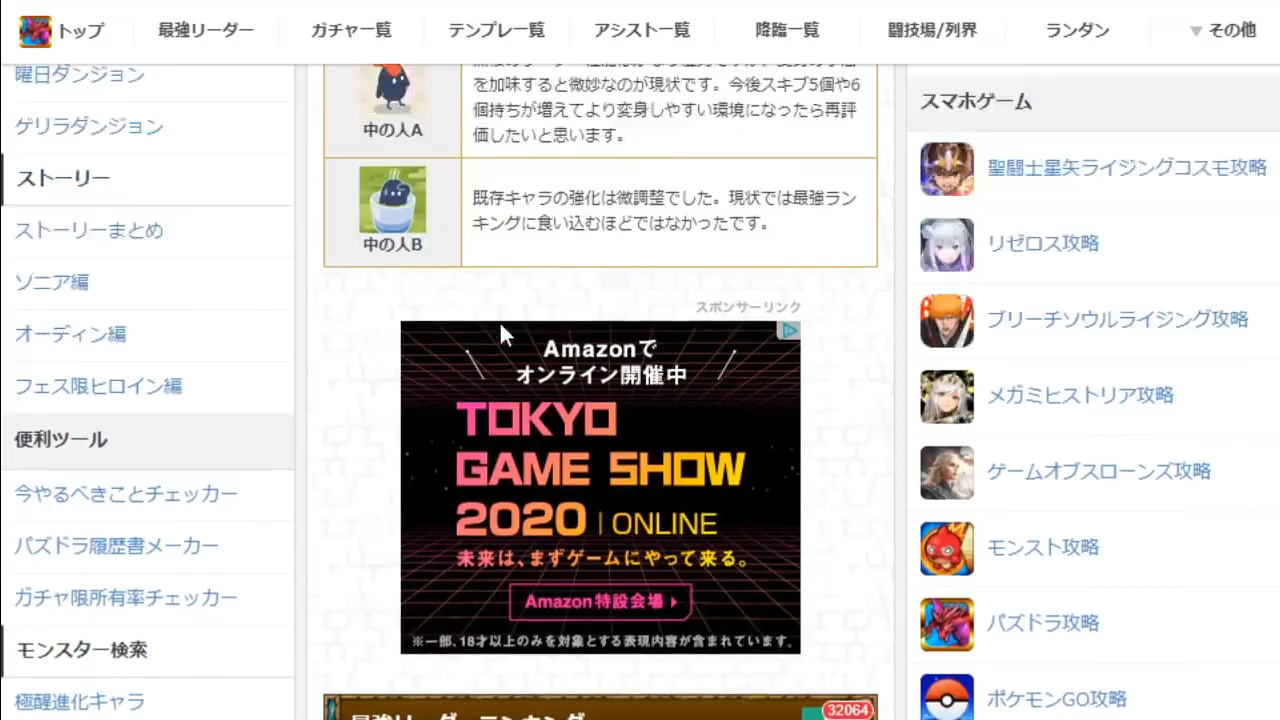 トップ
最強リーダー
ガチャ一覧
テンプレ一覧
アシスト一覧
降臨一覧
闘技場/列界
ランダン
▼その他
曜日ダンジョン
ゲリラダンジョン
ストーリー
ストーリーまとめ
ソニア編
オーディン編
フェス限ヒロイン編
便利ツール
今やるべきことチェッカー
パズドラ履歴書メーカー
ガチャ限所有率チェッカー
モンスター検索
極醒進化キャラ
中の人A
を加味すると微妙なのが現状です。今後スキブ5個や6
個持ちが増えてより変身しやすい環境になったら再評
価したいと思います。
中の人B
既存キャラの強化は微調整でした。現状では最強ラン
キングに食い込むほどではなかったです。
スポンサーリンク
Amazonで
オンライン開催中
TOKYO
GAME SHOW
2020 | ONLINE
未来は、まずゲームにやって来る。
Amazon特設会場
※一部、18才以上のみを対象とする表現内容が含まれています。
最強リーダーランキング
32064
スマホゲーム
聖闘士星矢ライジングコスモ攻略
リゼロス攻略
ブリーチソウルライジング攻略
メガミヒストリア攻略
ゲームオブスローンズ攻略
モンスト攻略
パズドラ攻略
ポケモンGO攻略